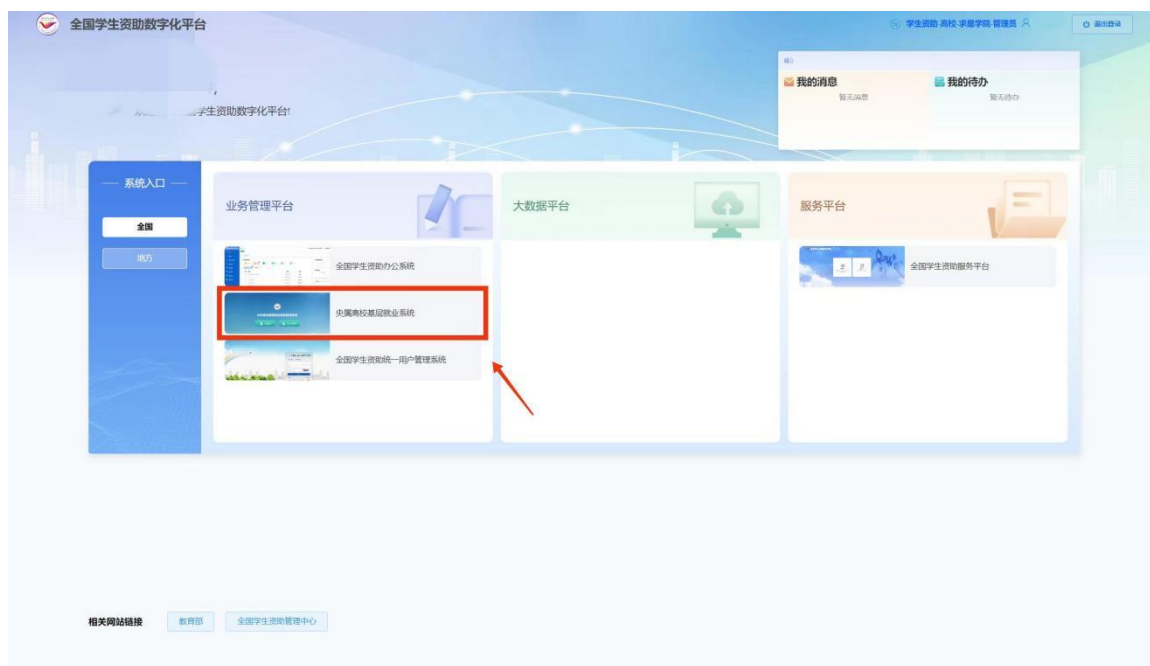 全国学生资助数字化平台
学生资助-高校-求是学院-管理员
退出登录
学生资助数字化平台!
我的消息
暂无消息
我的待办
暂无待办
系统入口
全国
地方
业务管理平台
全国学生资助办公系统
央属高校基层就业系统
全国学生资助统一用户管理系统
大数据平台
服务平台
全国学生资助服务平台
相关网站链接
教育部
全国学生资助管理中心